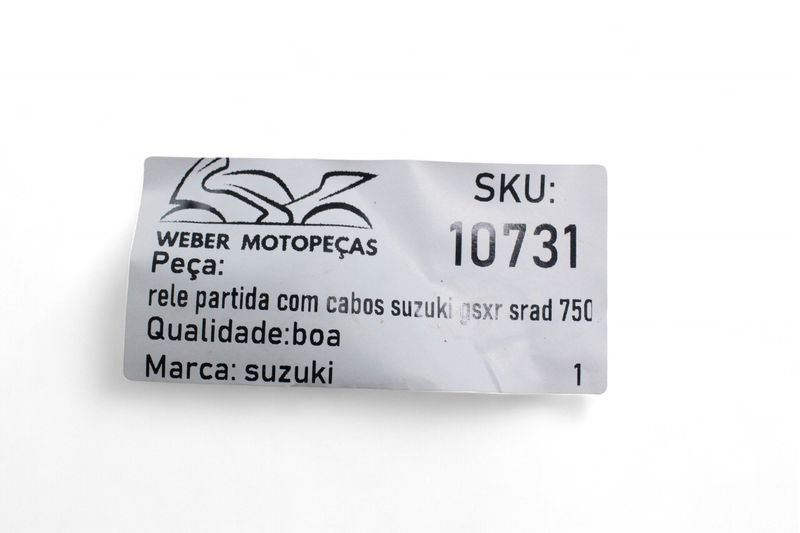 WEBER MOTOPEÇAS
SKU:
10731
Peça:
rele partida com cabos suzuki gsxr srad 750
Qualidade:boa
Marca: suzuki
1